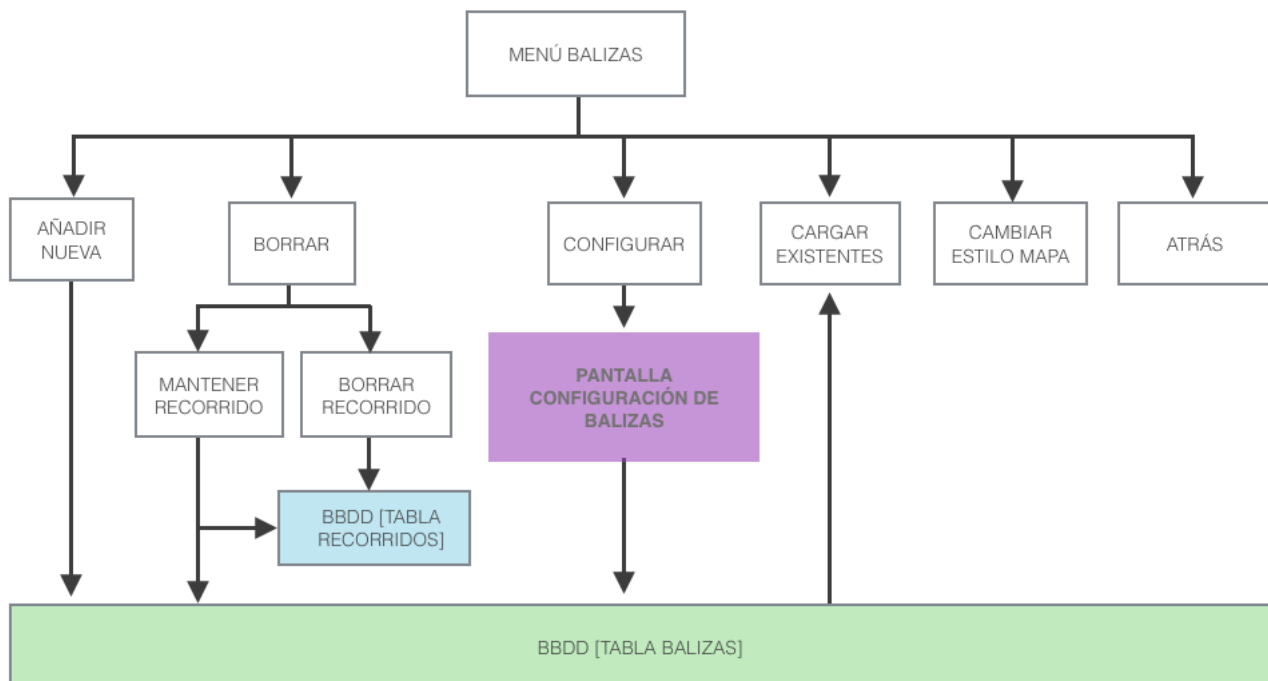 MENÚ BALIZAS
AÑADIR
NUEVA
BORRAR
CONFIGURAR
CARGAR
EXISTENTES
CAMBIAR
ESTILO MAPA
ATRÁS
MANTENER
RECORRIDO
BORRAR
RECORRIDO
PANTALLA
CONFIGURACIÓN DE
BALIZAS
BBDD [TABLA
RECORRIDOS]
BBDD [TABLA BALIZAS]